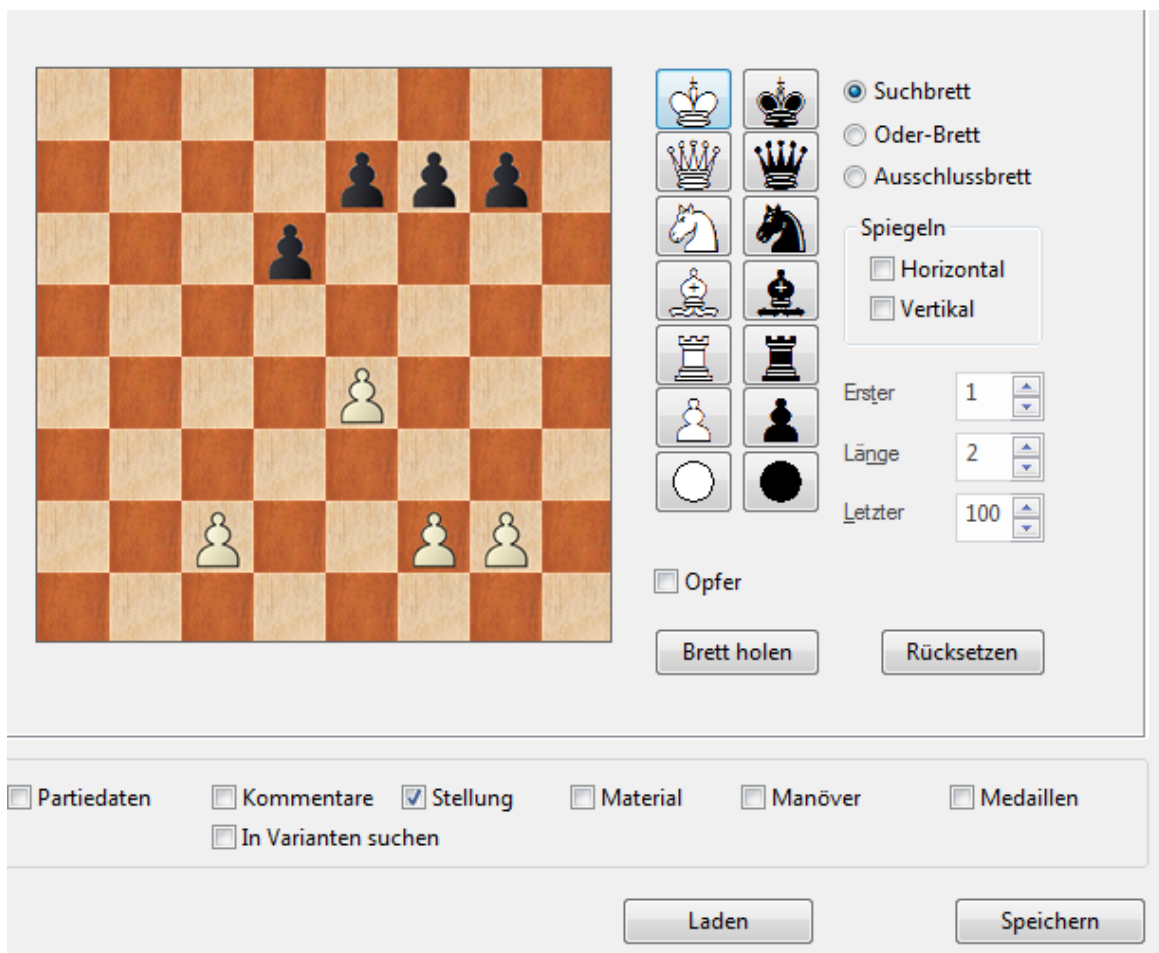 Suchbrett
Oder-Brett
Ausschlussbrett
Spiegeln
Horizontal
Vertikal
Erster 1
Länge 2
Letzter 100
Opfer
Brett holen Rücksetzen
Partiedaten Kommentare Stellung Material Manöver Medaillen
In Varianten suchen
Laden Speichern